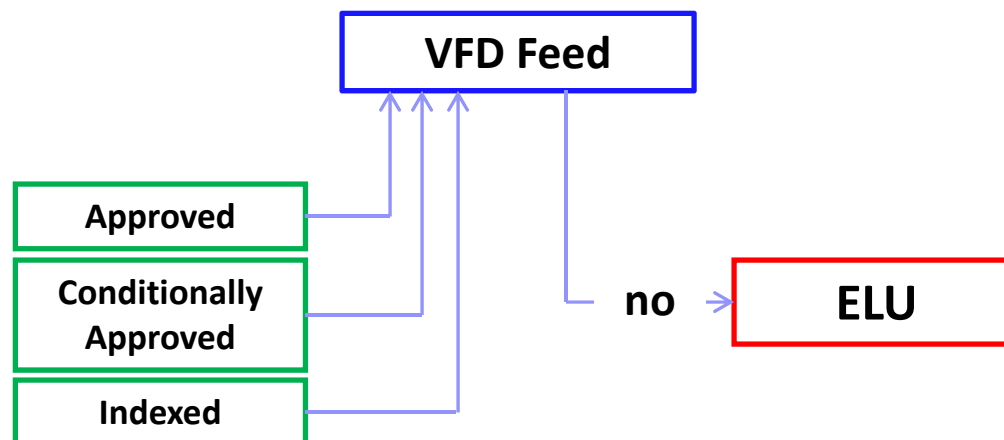 VFD Feed
Approved
Conditionally
Approved
no
ELU
Indexed